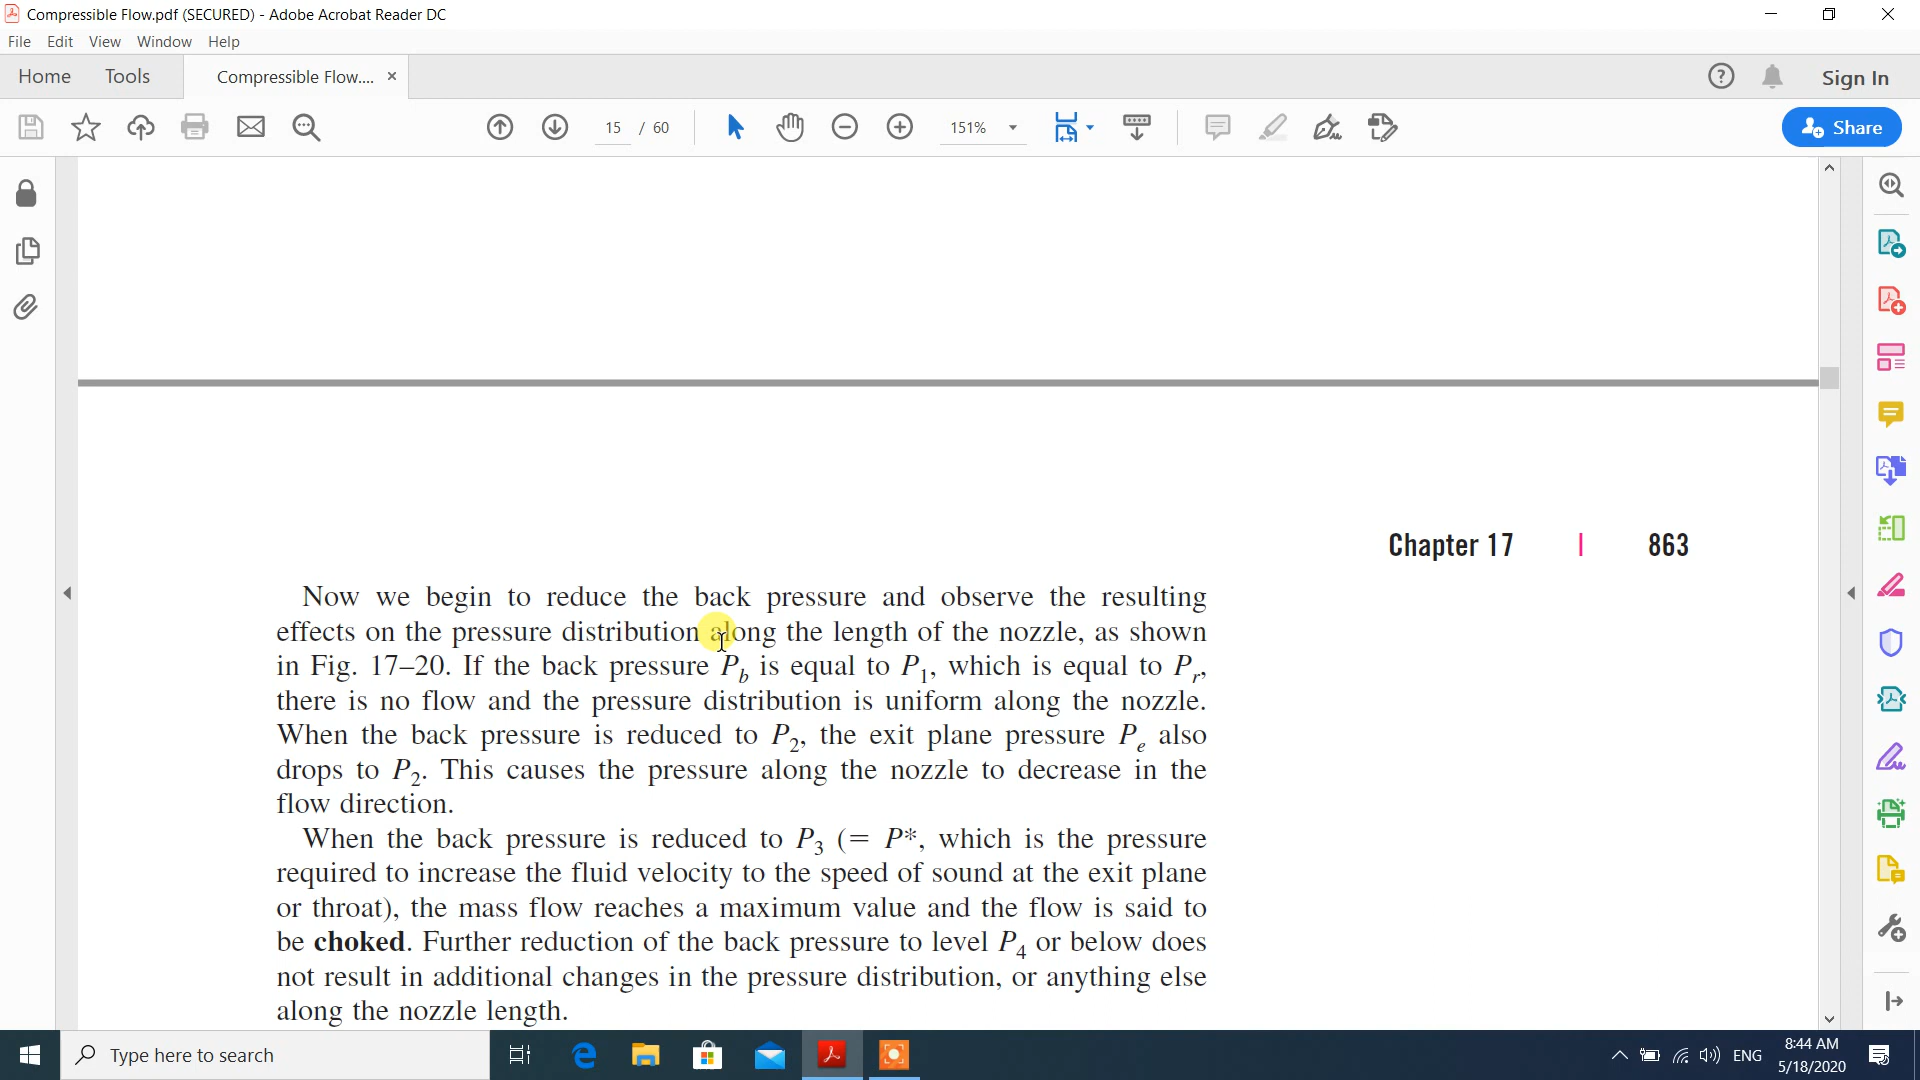 Compressible Flow.pdf (SECURED) - Adobe Acrobat Reader DC
File Edit View Window Help
Home Tools Compressible Flow.... × Sign In
15 / 60 151% Share
Chapter 17 | 863
Now we begin to reduce the back pressure and observe the resulting
effects on the pressure distribution along the length of the nozzle, as shown
in Fig. 17–20. If the back pressure P_b is equal to P_1, which is equal to P_r,
there is no flow and the pressure distribution is uniform along the nozzle.
When the back pressure is reduced to P_2, the exit plane pressure P_e also
drops to P_2. This causes the pressure along the nozzle to decrease in the
flow direction.
When the back pressure is reduced to P_3 (= P*, which is the pressure
required to increase the fluid velocity to the speed of sound at the exit plane
or throat), the mass flow reaches a maximum value and the flow is said to
be choked. Further reduction of the back pressure to level P_4 or below does
not result in additional changes in the pressure distribution, or anything else
along the nozzle length.
Type here to search
ENG
8:44 AM
5/18/2020